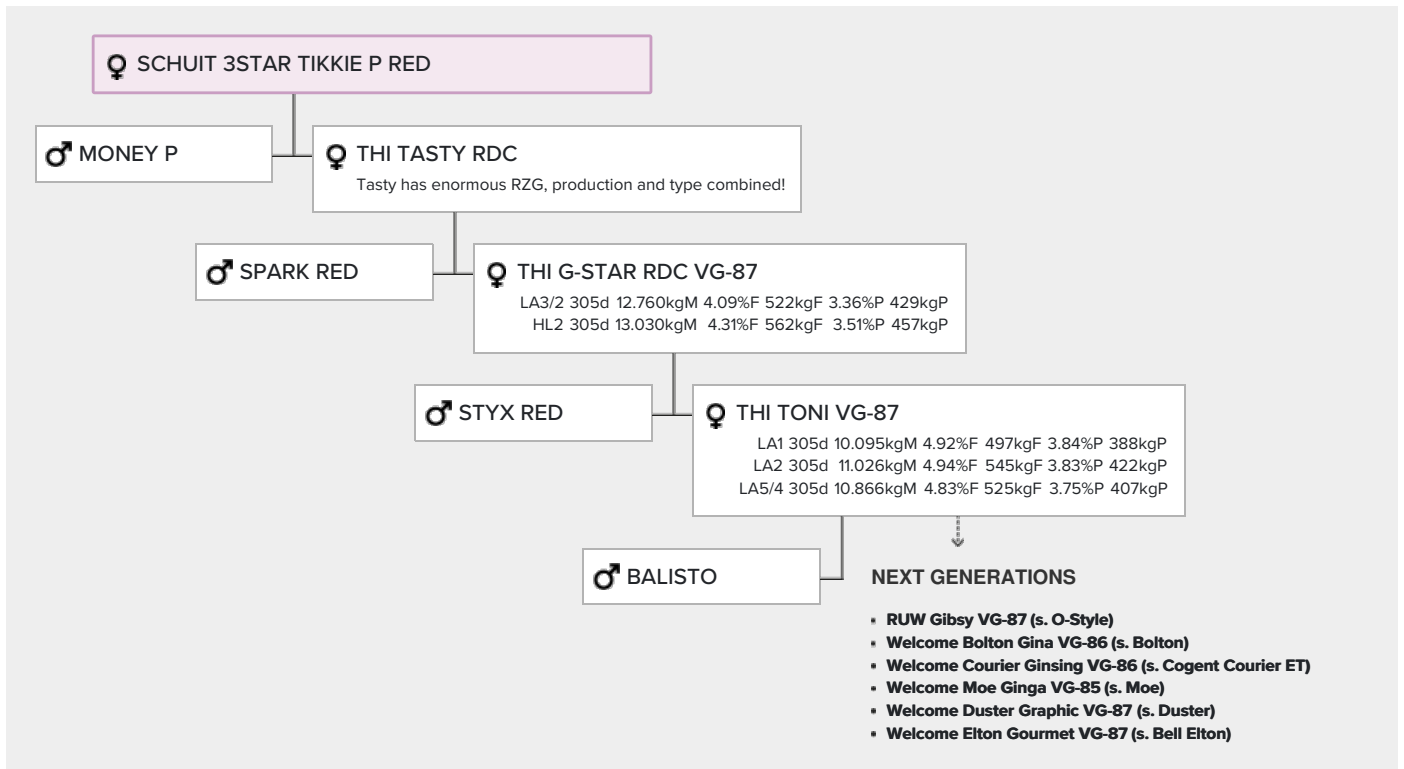 SCHUIT 3STAR TIKKIE P RED
MONEY P
THI TASTY RDC
Tasty has enormous RZG, production and type combined!
SPARK RED
THI G-STAR RDC VG-87
LA3/2 305d 12.760kgM 4.09%F 522kgF 3.36%P 429kgP
HL2 305d 13.030kgM 4.31%F 562kgF 3.51%P 457kgP
STYX RED
THI TONI VG-87
LA1 305d 10.095kgM 4.92%F 497kgF 3.84%P 388kgP
LA2 305d 11.026kgM 4.94%F 545kgF 3.83%P 422kgP
LA5/4 305d 10.866kgM 4.83%F 525kgF 3.75%P 407kgP
BALISTO
NEXT GENERATIONS
RUW Gibsy VG-87 (s. O-Style)
Welcome Bolton Gina VG-86 (s. Bolton)
Welcome Courier Ginsing VG-86 (s. Cogent Courier ET)
Welcome Moe Ginga VG-85 (s. Moe)
Welcome Duster Graphic VG-87 (s. Duster)
Welcome Elton Gourmet VG-87 (s. Bell Elton)